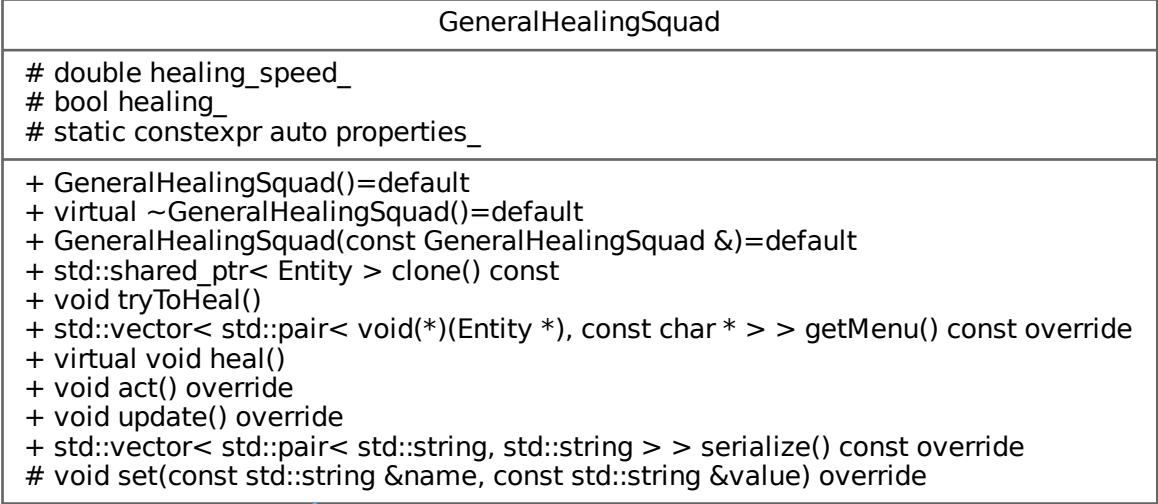 GeneralHealingSquad
# double healing_speed_
# bool healing_
# static constexpr auto properties_
+ GeneralHealingSquad()=default
+ virtual ~GeneralHealingSquad()=default
+ GeneralHealingSquad(const GeneralHealingSquad &)=default
+ std::shared_ptr< Entity > clone() const
+ void tryToHeal()
+ std::vector< std::pair< void(*)(Entity *), const char * > > getMenu() const override
+ virtual void heal()
+ void act() override
+ void update() override
+ std::vector< std::pair< std::string, std::string > > serialize() const override
# void set(const std::string &name, const std::string &value) override